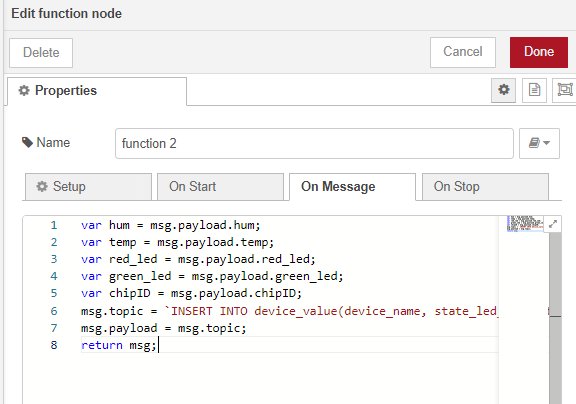 Edit function node
Delete
Cancel
Done
Properties
Name
function 2
Setup
On Start
On Message
On Stop
1 var hum = msg.payload.hum;
2 var temp = msg.payload.temp;
3 var red_led = msg.payload.red_led;
4 var green_led = msg.payload.green_led;
5 var chipID = msg.payload.chipID;
6 msg.topic = `INSERT INTO device_value(device_name, state_led_
7 msg.payload = msg.topic;
8 return msg;